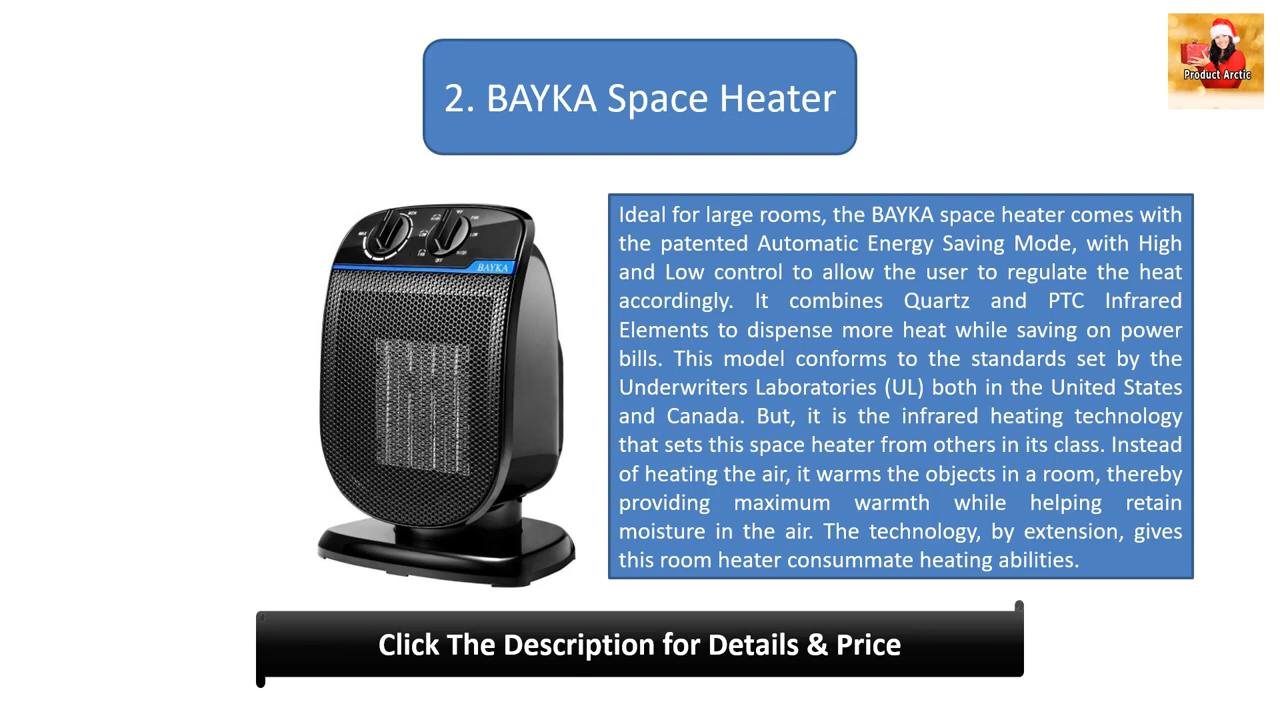 Product Arctic
2. BAYKA Space Heater
BAYKA
Ideal for large rooms, the BAYKA space heater comes with
the patented Automatic Energy Saving Mode, with High
and Low control to allow the user to regulate the heat
accordingly. It combines Quartz and PTC Infrared
Elements to dispense more heat while saving on power
bills. This model conforms to the standards set by the
Underwriters Laboratories (UL) both in the United States
and Canada. But, it is the infrared heating technology
that sets this space heater from others in its class. Instead
of heating the air, it warms the objects in a room, thereby
providing maximum warmth while helping retain
moisture in the air. The technology, by extension, gives
this room heater consummate heating abilities.
Click The Description for Details & Price